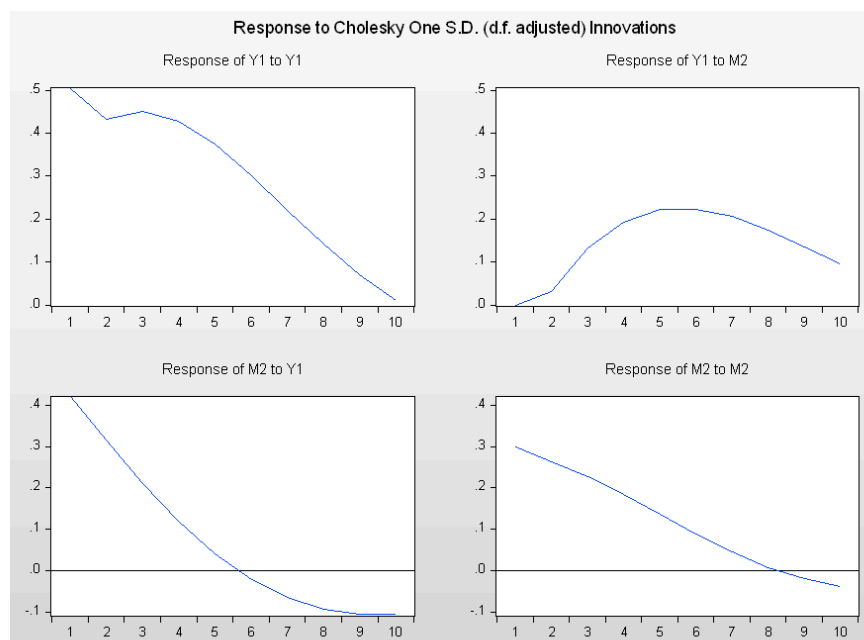 Response to Cholesky One S.D. (d.f. adjusted) Innovations
Response of Y1 to Y1
.5
.4
.3
.2
.1
.0
1 2 3 4 5 6 7 8 9 10
Response of Y1 to M2
.5
.4
.3
.2
.1
.0
1 2 3 4 5 6 7 8 9 10
Response of M2 to Y1
.4
.3
.2
.1
.0
-.1
1 2 3 4 5 6 7 8 9 10
Response of M2 to M2
.4
.3
.2
.1
.0
-.1
1 2 3 4 5 6 7 8 9 10